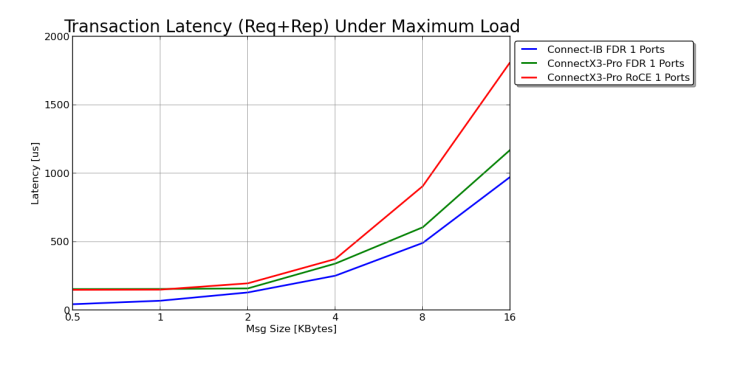 Transaction Latency (Req+Rep) Under Maximum Load
Connect-IB FDR 1 Ports
ConnectX3-Pro FDR 1 Ports
ConnectX3-Pro RoCE 1 Ports
Latency [us]
2000
1500
1000
500
0
0.5 1 2 4 8 16
Msg Size [KBytes]